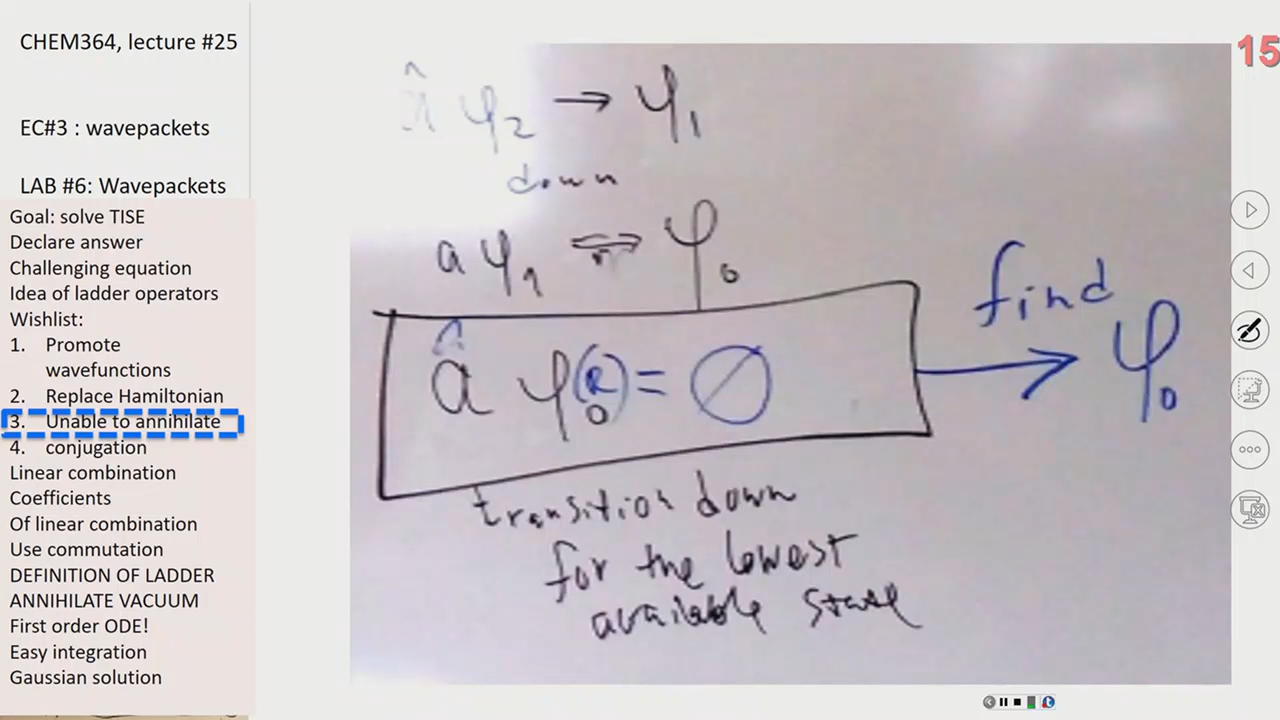 CHEM364, lecture #25
EC#3 : wavepackets
LAB #6: Wavepackets
Goal: solve TISE
Declare answer
Challenging equation
Idea of ladder operators
Wishlist:
1. Promote
wavefunctions
2. Replace Hamiltonian
3. Unable to annihilate
4. conjugation
Linear combination
Coefficients
Of linear combination
Use commutation
DEFINITION OF LADDER
ANNIHILATE VACUUM
First order ODE!
Easy integration
Gaussian solution
15
â φ₂ → φ₁
down
a φ₁ → φ₀
â φ₀(R) = ∅
find
φ₀
transition down
for the lowest
available state